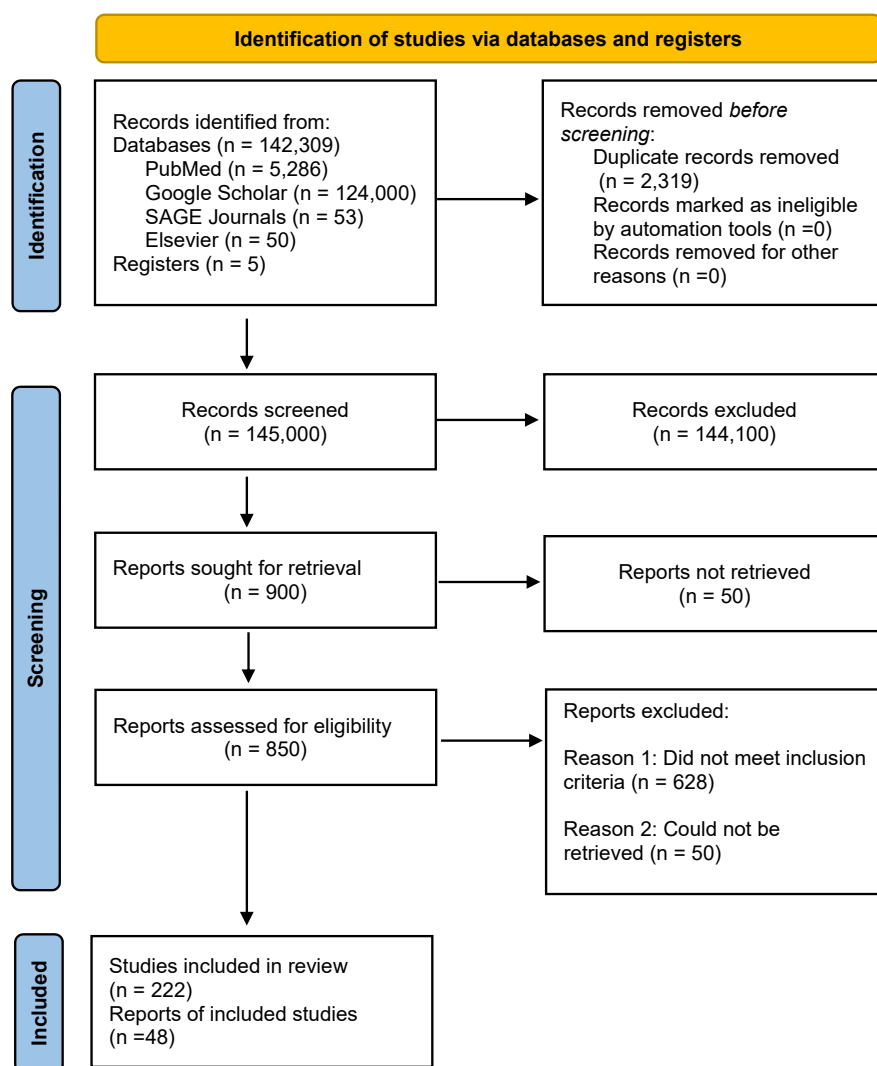 Identification of studies via databases and registers
Identification
Records identified from:
Databases (n = 142,309)
PubMed = 5,286
Google Scholar (n = 124,000)
SAGE Journals (n = 53)
Elsevier (n = 50)
Registers (n = 5)
Records removed before
screening:
Duplicate records removed
(n = 2,319)
Records marked as ineligible
by automation tools (n =0)
Records removed for other
reasons (n =0)
Screening
Records screened
(n = 145,000)
Records excluded
(n = 144,100)
Reports sought for retrieval
(n = 900)
Reports not retrieved
(n = 50)
Reports assessed for eligibility
(n = 850)
Reports excluded:
Reason 1: Did not meet inclusion
criteria (n = 628)
Reason 2: Could not be
retrieved (n = 50)
Included
Studies included in review
(n = 222)
Reports of included studies
(n =48)